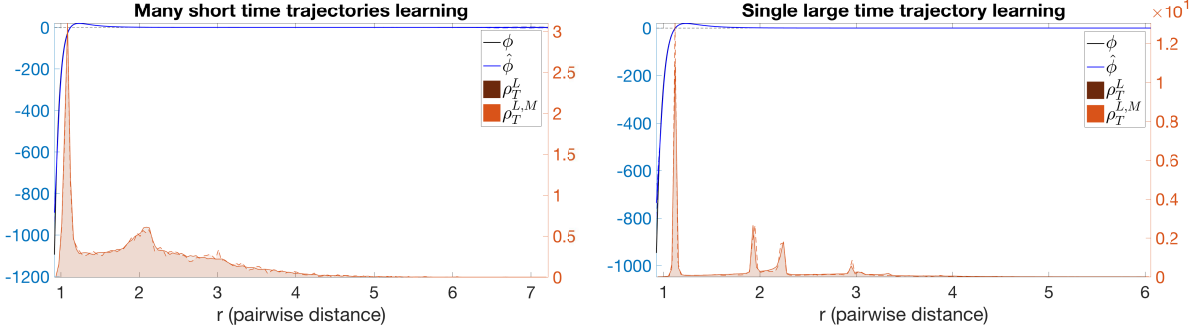 Many short time trajectories learning
0
-200
-400
-600
-800
-1000
-1200
3
2.5
2
1.5
1
0.5
0
ϕ
ϕ̂
ρ_T^L
ρ_T^{L,M}
1 2 3 4 5 6 7
r (pairwise distance)
Single large time trajectory learning
×10^1
0
-200
-400
-600
-800
-1000
1.2
1
0.8
0.6
0.4
0.2
0
ϕ
ϕ̂
ρ_T^L
ρ_T^{L,M}
1 2 3 4 5 6
r (pairwise distance)